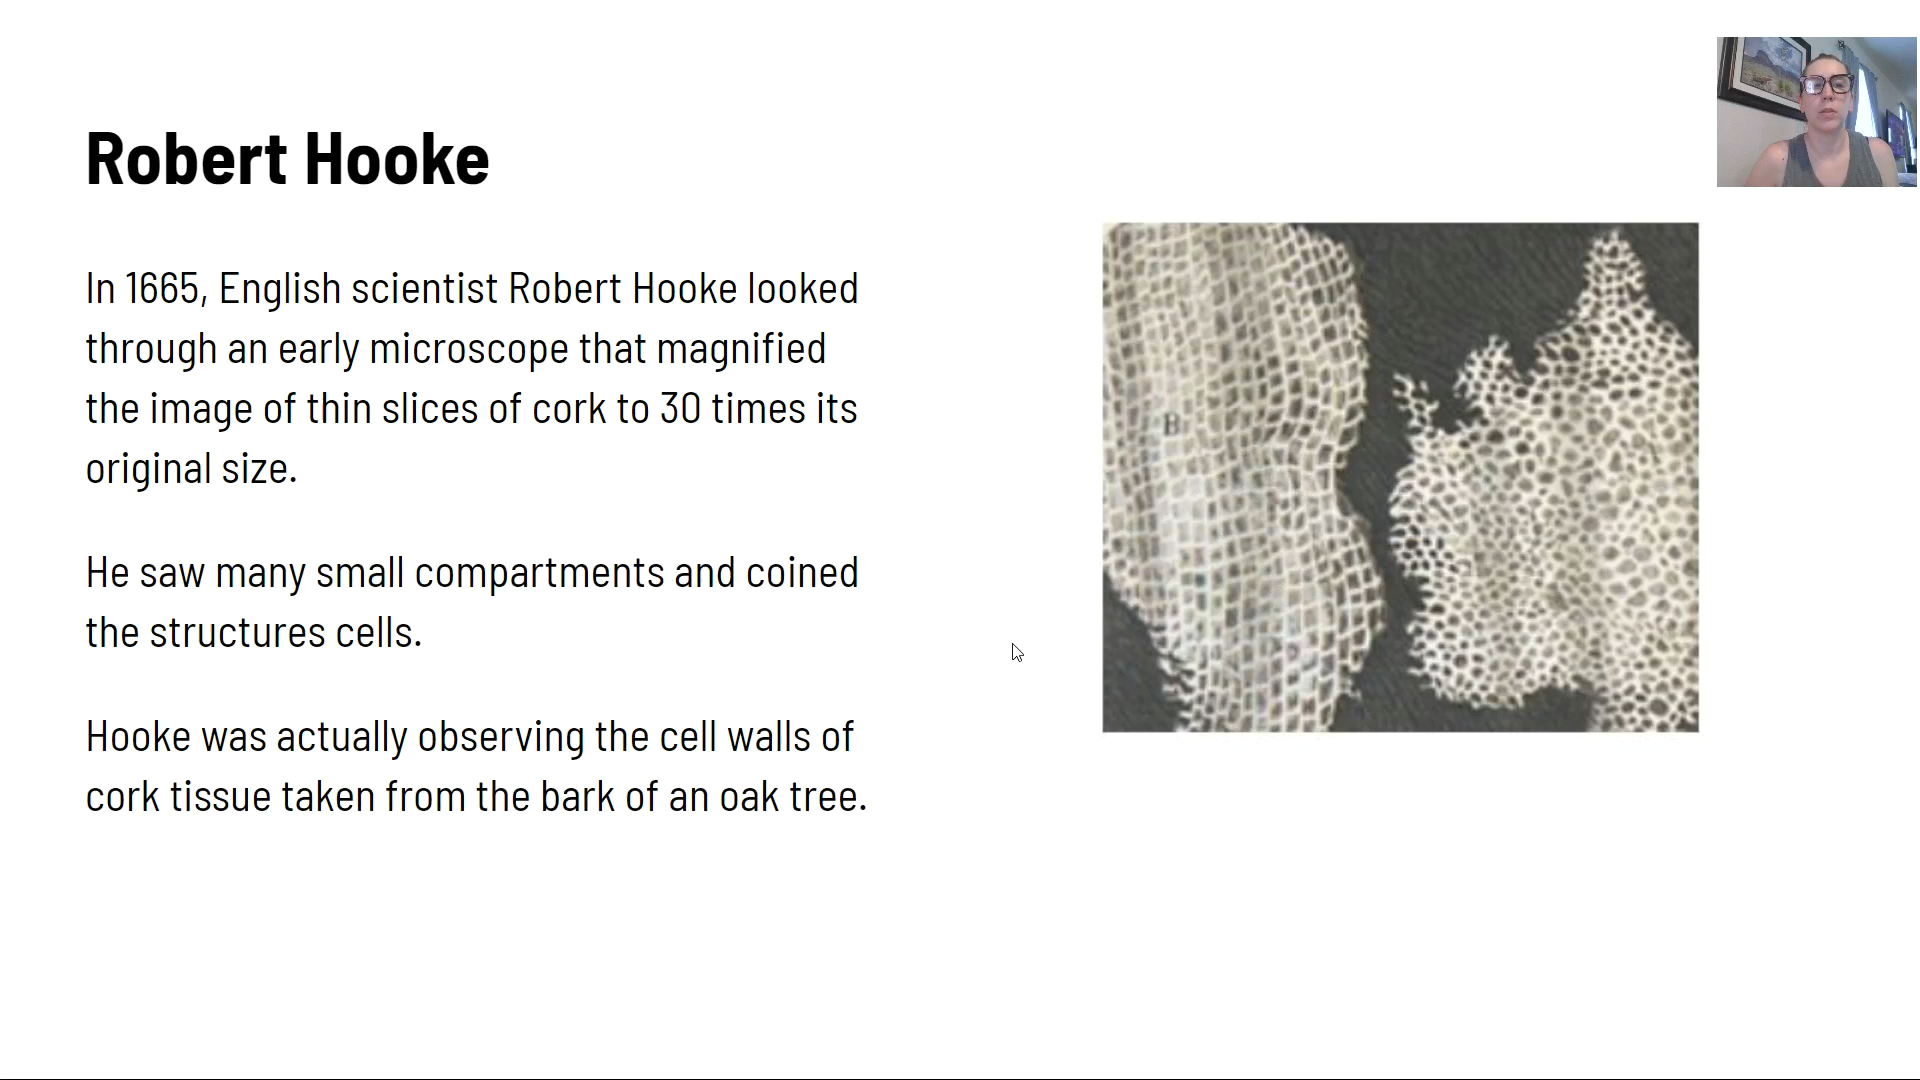 Robert Hooke
In 1665, English scientist Robert Hooke looked
through an early microscope that magnified
the image of thin slices of cork to 30 times its
original size.
He saw many small compartments and coined
the structures cells.
Hooke was actually observing the cell walls of
cork tissue taken from the bark of an oak tree.
B